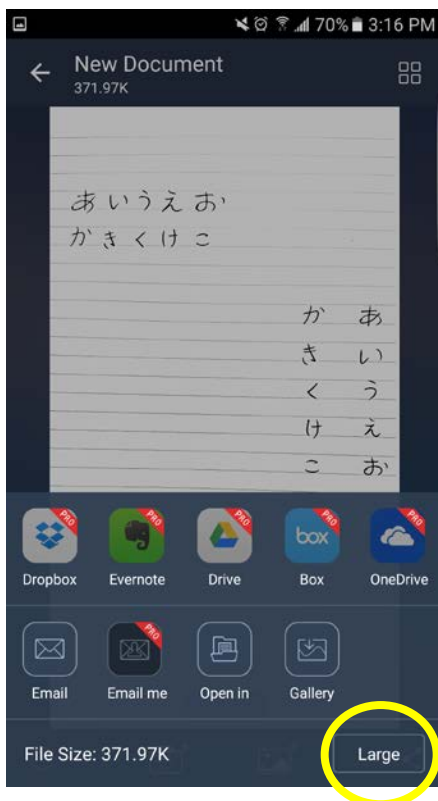 70% 3:16 PM
New Document
371.97K
あいうえお
かきくけこ
あいうえお
かきくけこ
PRO PRO PRO PRO PRO
box
Dropbox Evernote Drive Box OneDrive
PRO
Email Email me Open in Gallery
File Size: 371.97K Large